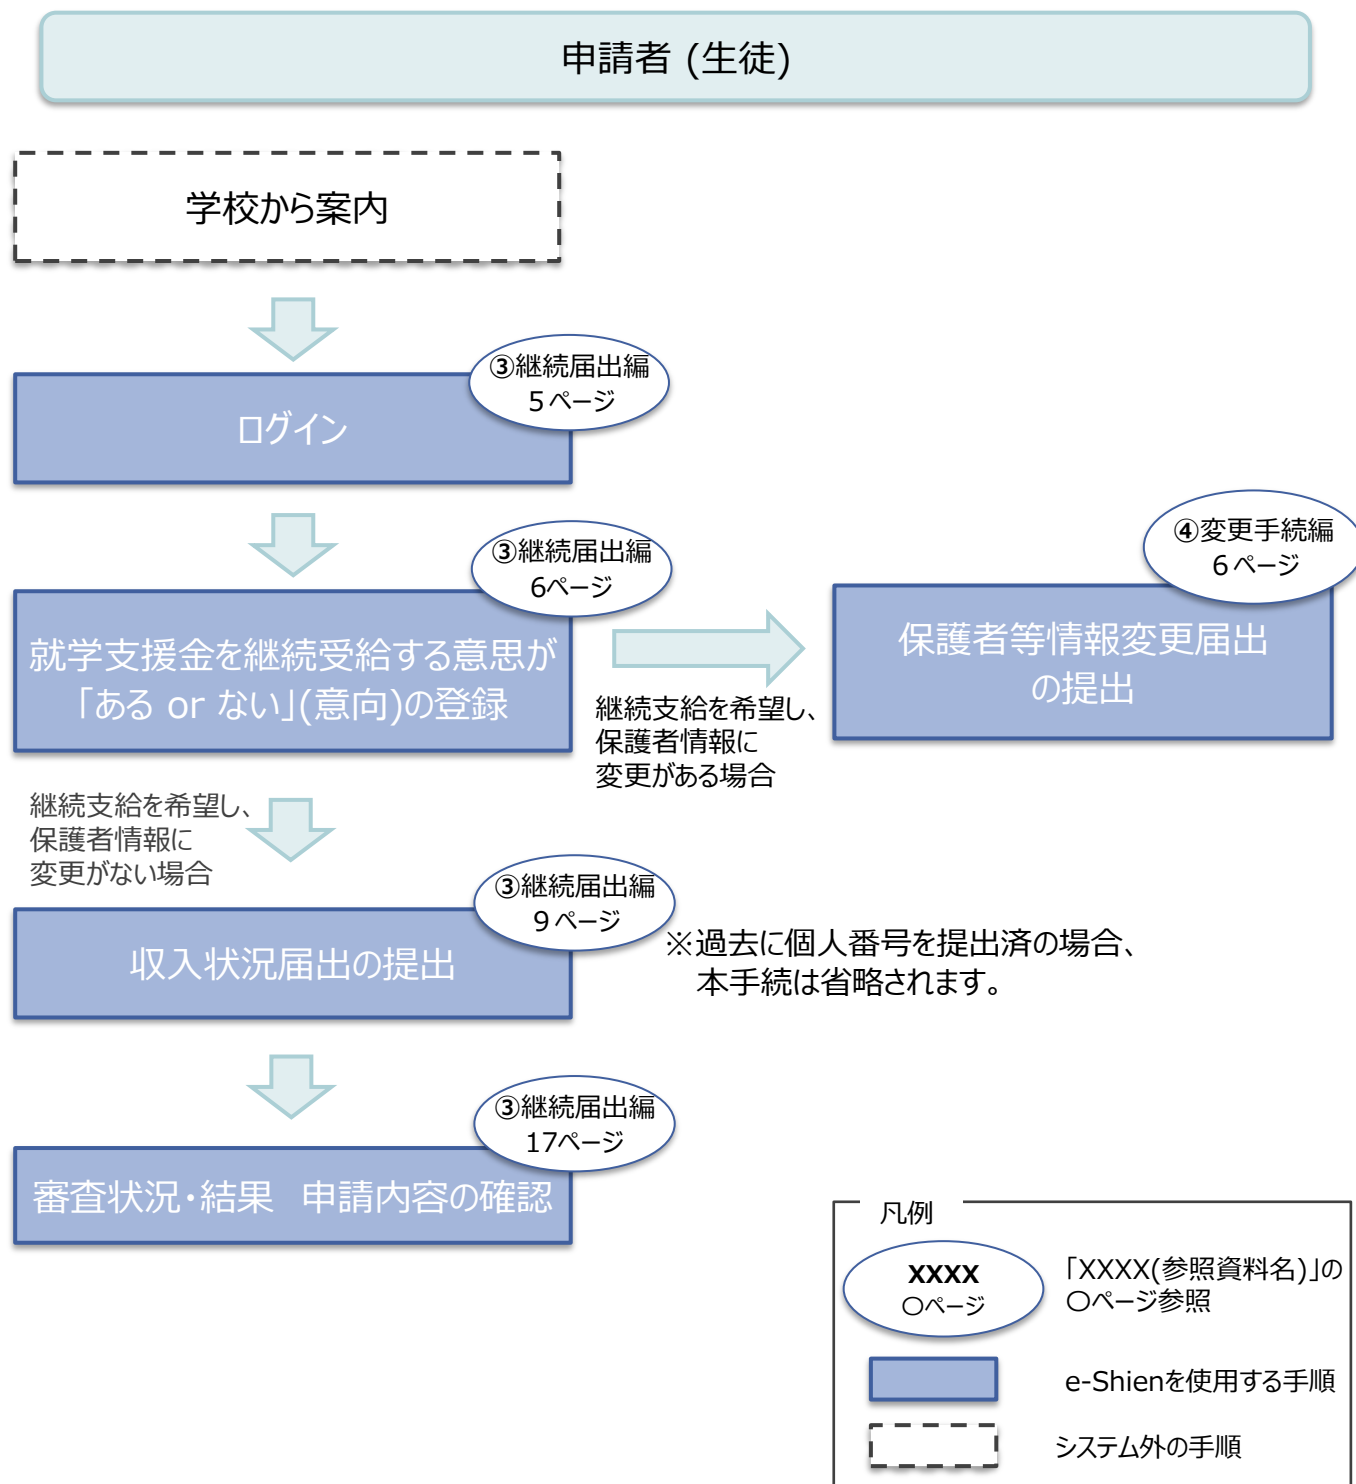 申請者 (生徒)
学校から案内
③継続届出編
５ページ
ログイン
③継続届出編
6ページ
就学支援金を継続受給する意思が
「ある or ない」(意向)の登録
④変更手続編
６ページ
保護者等情報変更届出
の提出
継続支給を希望し、
保護者情報に
変更がある場合
継続支給を希望し、
保護者情報に
変更がない場合
③継続届出編
９ページ
収入状況届出の提出
※過去に個人番号を提出済の場合、
本手続は省略されます。
③継続届出編
17ページ
審査状況・結果　申請内容の確認
凡例
XXXX
〇ページ
「XXXX(参照資料名)」の
〇ページ参照
e-Shienを使用する手順
システム外の手順